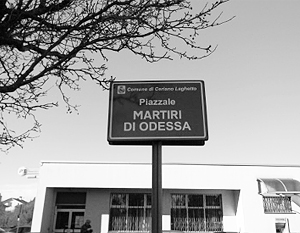 Comune di Ceriano Laghetto
Piazzale
MARTIRI
DI ODESSA